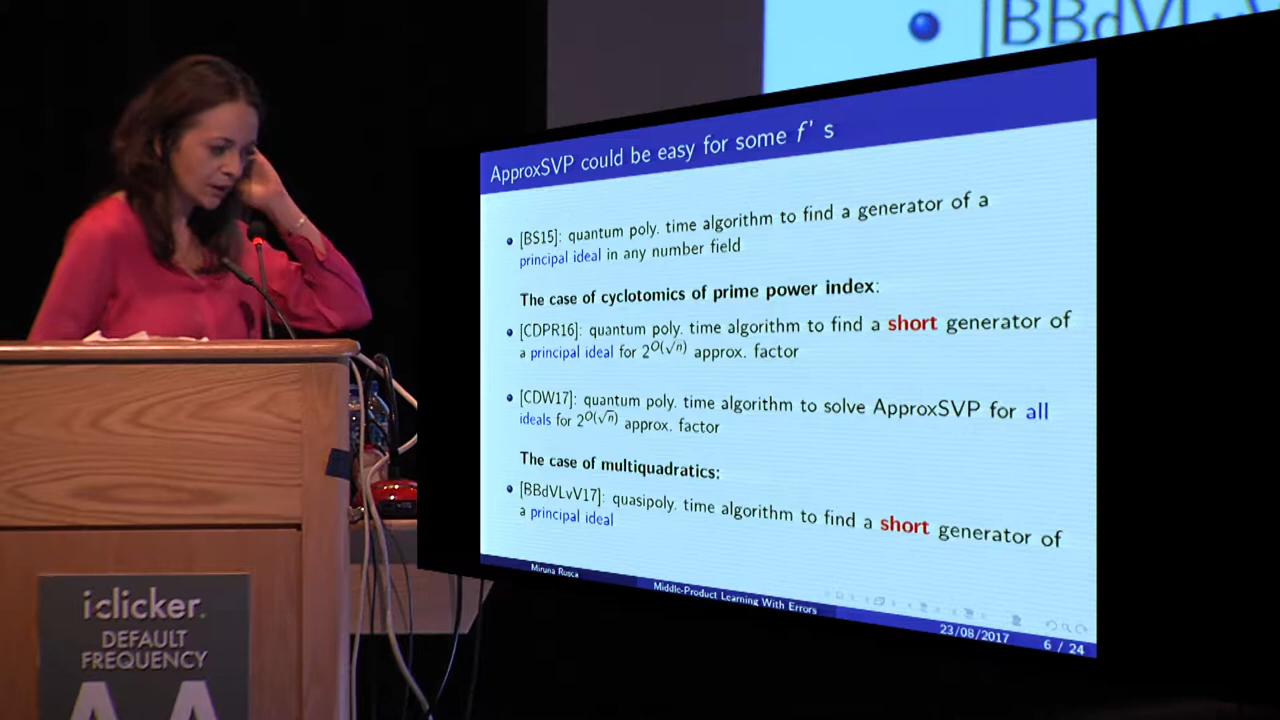 [BBdVLvV
ApproxSVP could be easy for some f' s
[BS15]: quantum poly. time algorithm to find a generator of a
principal ideal in any number field
The case of cyclotomics of prime power index:
[CDPR16]: quantum poly. time algorithm to find a short generator of
a principal ideal for 2^O(√n) approx. factor
[CDW17]: quantum poly. time algorithm to solve ApproxSVP for all
ideals for 2^O(√n) approx. factor
The case of multiquadratics:
[BBdVLvV17]: quasipoly. time algorithm to find a short generator of
a principal ideal
Miruna Rosca
Middle-Product Learning With Errors
23/08/2017
6 / 24
iclicker.
DEFAULT
FREQUENCY
AA